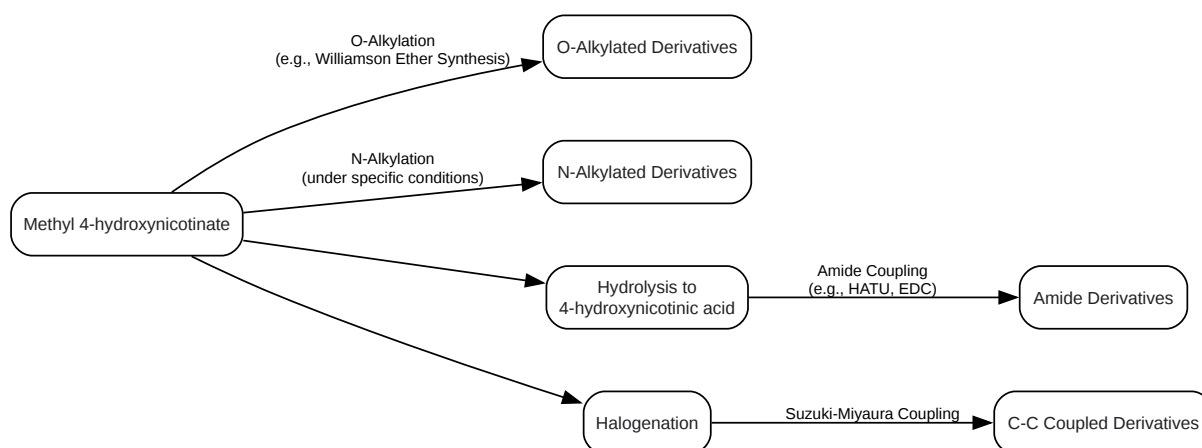 O-Alkylation
(e.g., Williamson Ether Synthesis)
O-Alkylated Derivatives
N-Alkylation
(under specific conditions)
N-Alkylated Derivatives
Methyl 4-hydroxynicotinate
Hydrolysis to
4-hydroxynicotinic acid
Amide Coupling
(e.g., HATU, EDC)
Amide Derivatives
Halogenation
Suzuki-Miyaura Coupling
C-C Coupled Derivatives